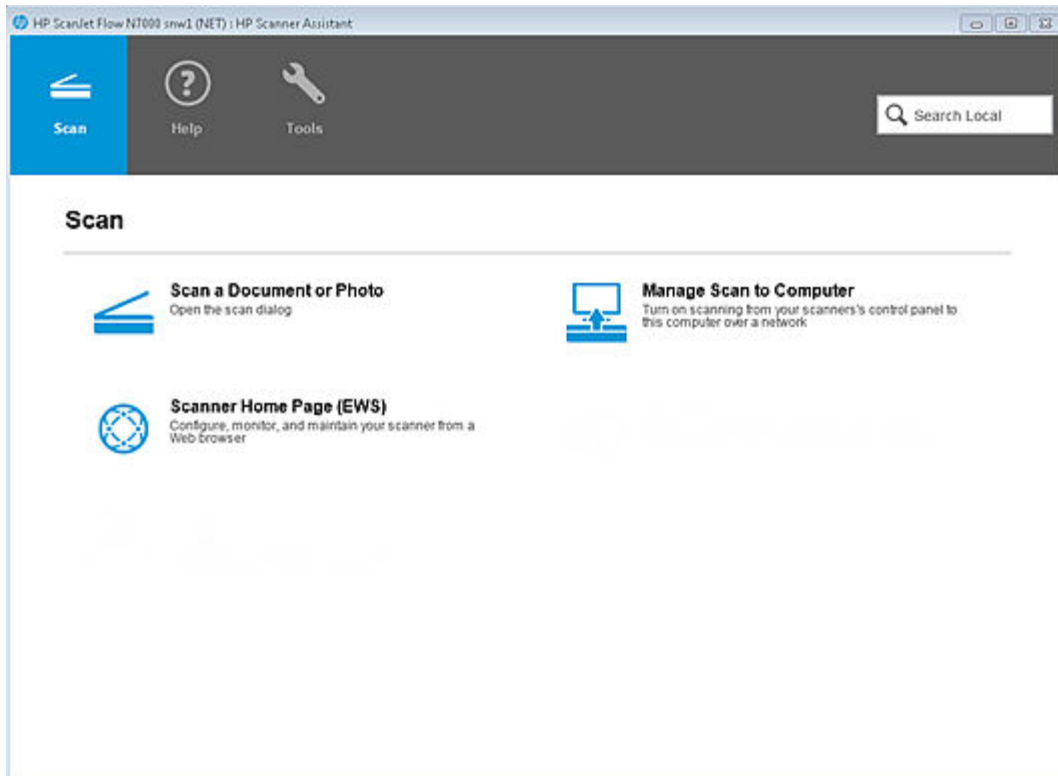 HP ScanJet Flow N7000 snw1 (NET) : HP Scanner Assistant
Scan
Help
Tools
Search Local
Scan
Scan a Document or Photo
Open the scan dialog
Manage Scan to Computer
Turn on scanning from your scanners's control panel to
this computer over a network
Scanner Home Page (EWS)
Configure, monitor, and maintain your scanner from a
Web browser